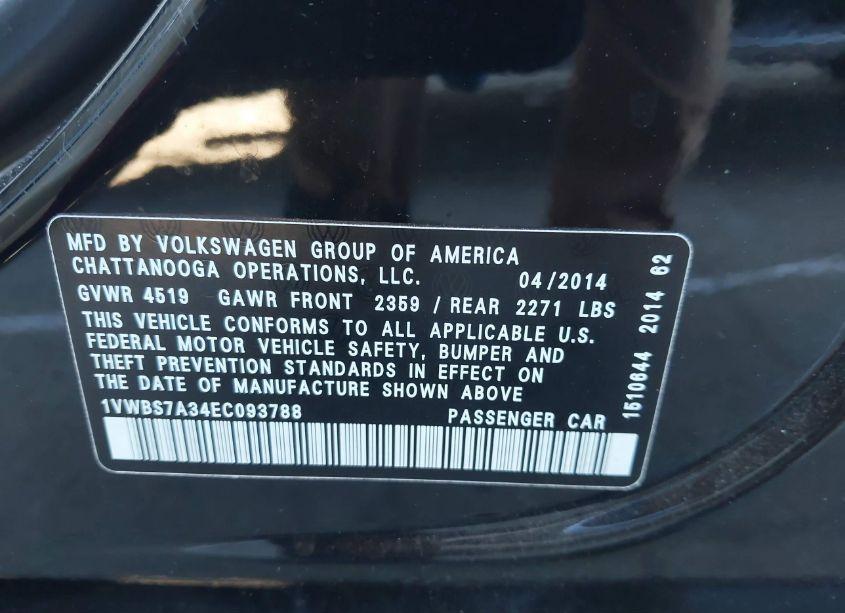 MFD BY VOLKSWAGEN GROUP OF AMERICA
CHATTANOOGA OPERATIONS, LLC. 04/2014
GVWR 4519 GAWR FRONT 2359 / REAR 2271 LBS
THIS VEHICLE CONFORMS TO ALL APPLICABLE U.S.
FEDERAL MOTOR VEHICLE SAFETY, BUMPER AND
THEFT PREVENTION STANDARDS IN EFFECT ON
THE DATE OF MANUFACTURE SHOWN ABOVE
1VWBS7A34EC093788 PASSENGER CAR
1510644 2014 62